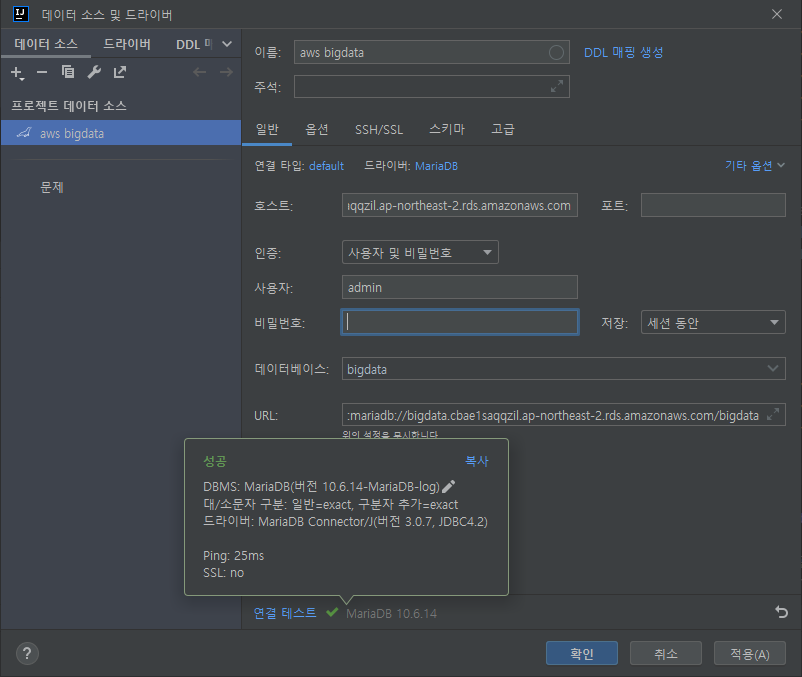 IJ 데이터 소스 및 드라이버
데이터 소스 드라이버 DDL
프로젝트 데이터 소스
aws bigdata
문제
이름: aws bigdata DDL 매핑 생성
주석:
일반 옵션 SSH/SSL 스키마 고급
연결 타입: default 드라이버: MariaDB 기타 옵션
호스트: qqzil.ap-northeast-2.rds.amazonaws.com 포트:
인증: 사용자 및 비밀번호
사용자: admin
비밀번호: 저장: 세션 동안
데이터베이스: bigdata
URL: :mariadb://bigdata.cbae1saqqzil.ap-northeast-2.rds.amazonaws.com/bigdata
위의 설정을 무시합니다
성공 복사
DBMS: MariaDB(버전 10.6.14-MariaDB-log)
대/소문자 구분: 일반=exact, 구분자 추가=exact
드라이버: MariaDB Connector/J(버전 3.0.7, JDBC4.2)
Ping: 25ms
SSL: no
연결 테스트 MariaDB 10.6.14
? 확인 취소 적용(A)